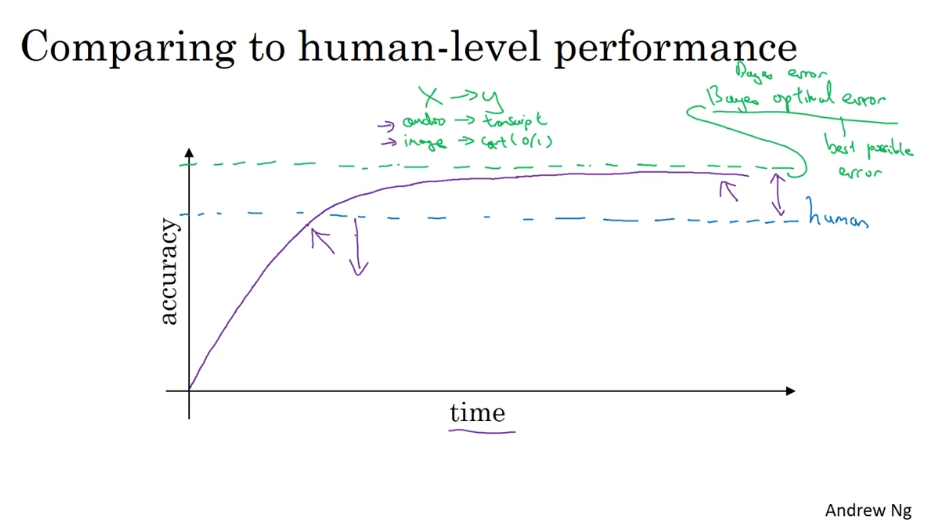 Comparing to human-level performance
Bayes error
Bayes optimal error
best possible
error
x → y
audio → transcript
→ image → cat (0/1)
human
accuracy
time
Andrew Ng